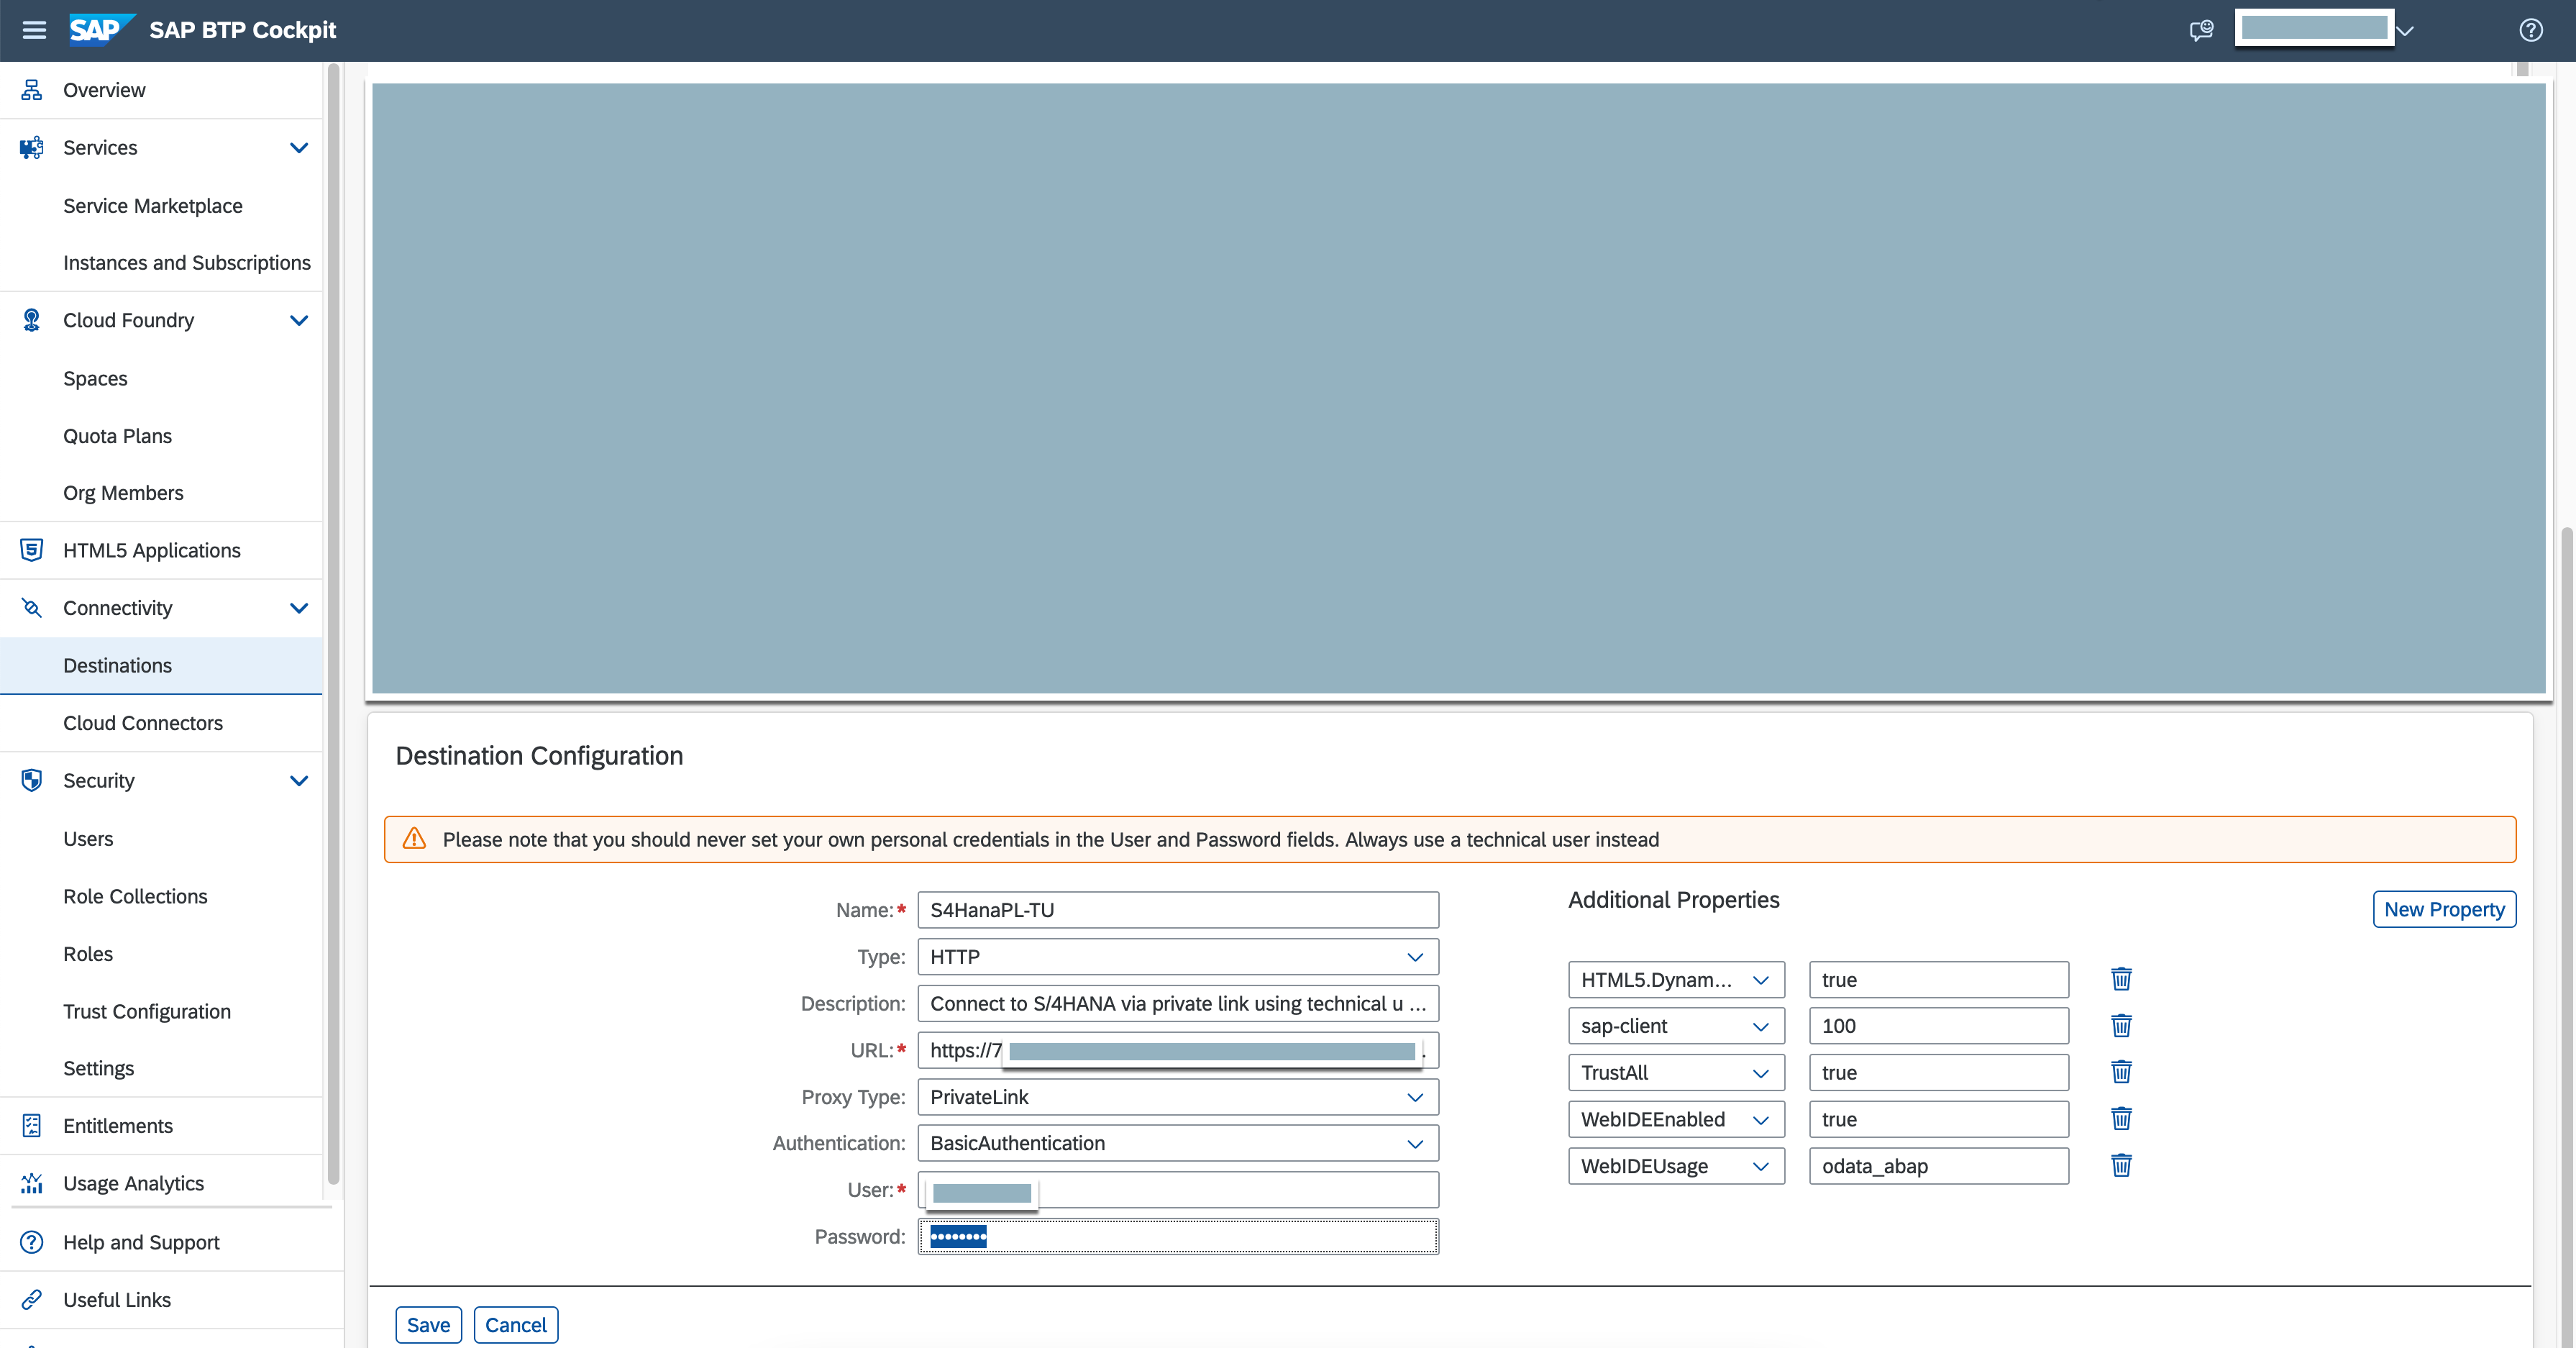 SAP SAP BTP Cockpit
Overview
Services
Service Marketplace
Instances and Subscriptions
Cloud Foundry
Spaces
Quota Plans
Org Members
HTML5 Applications
Connectivity
Destinations
Cloud Connectors
Security
Users
Role Collections
Roles
Trust Configuration
Settings
Entitlements
Usage Analytics
Help and Support
Useful Links
Destination Configuration
Please note that you should never set your own personal credentials in the User and Password fields. Always use a technical user instead
Name:* S4HanaPL-TU
Type: HTTP
Description: Connect to S/4HANA via private link using technical u ...
URL:* https://7 .
Proxy Type: PrivateLink
Authentication: BasicAuthentication
User:*
Password: ••••••••
Additional Properties
New Property
HTML5.Dynam... true
sap-client 100
TrustAll true
WebIDEEnabled true
WebIDEUsage odata_abap
Save Cancel